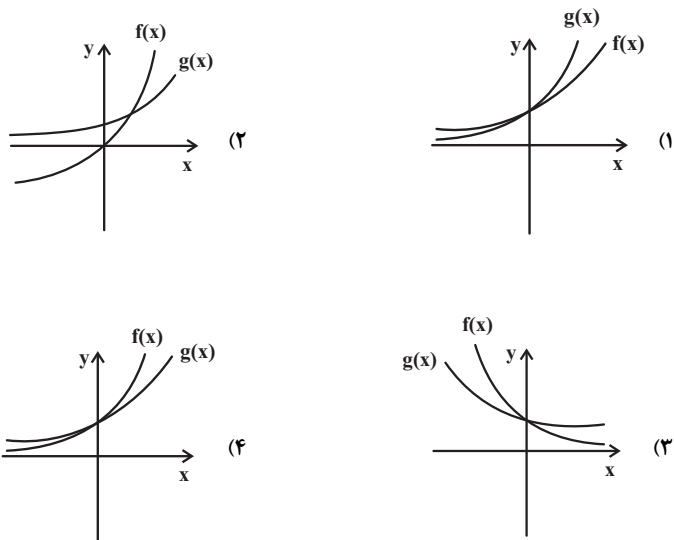 g(x)
y
f(x)
x
۱)
f(x)
y
g(x)
x
۲)
f(x)
g(x)
y
x
۳)
f(x)
y
g(x)
x
۴)